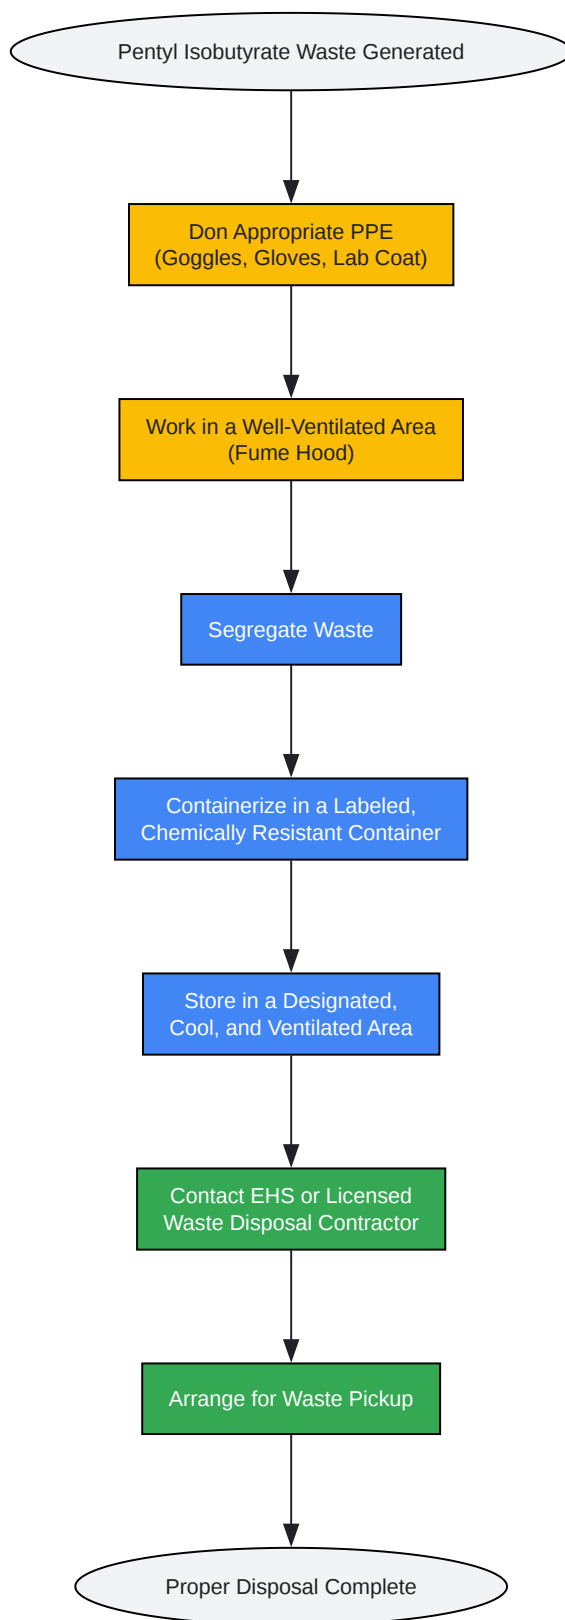 Pentyl Isobutyrate Waste Generated
Don Appropriate PPE
(Goggles, Gloves, Lab Coat)
Work in a Well-Ventilated Area
(Fume Hood)
Segregate Waste
Containerize in a Labeled,
Chemically Resistant Container
Store in a Designated,
Cool, and Ventilated Area
Contact EHS or Licensed
Waste Disposal Contractor
Arrange for Waste Pickup
Proper Disposal Complete